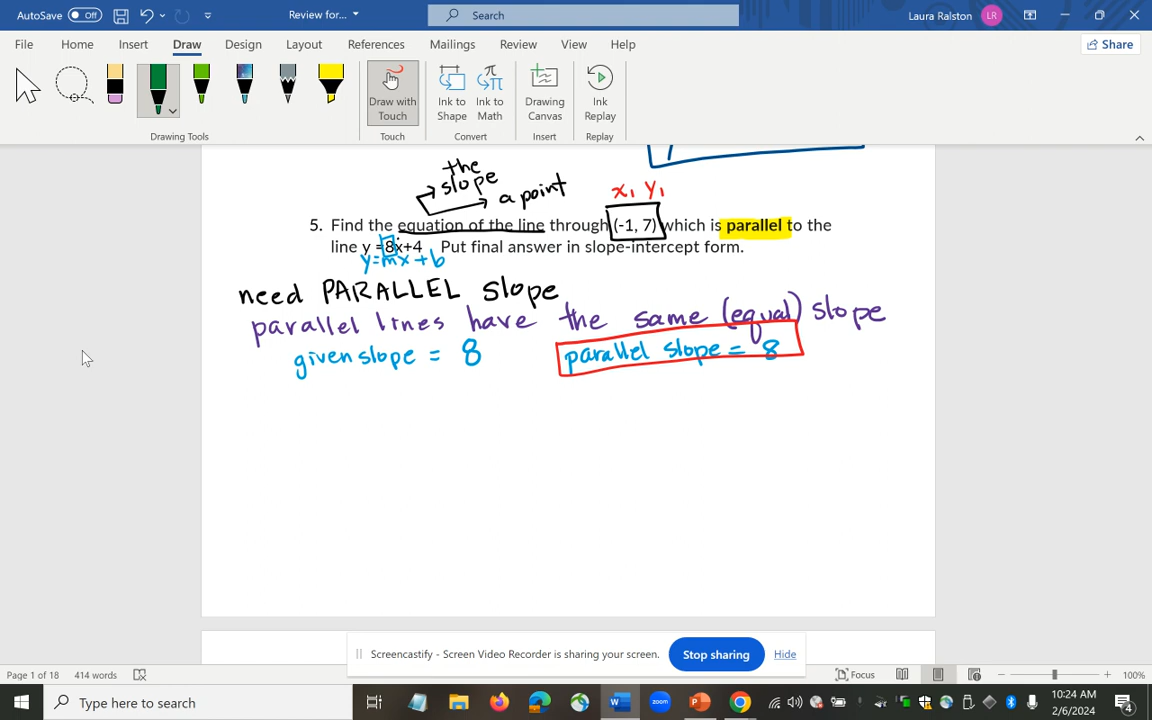 AutoSave Off Review for... Search Laura Ralston LR
File Home Insert Draw Design Layout References Mailings Review View Help Share
Draw with Touch
Ink to Shape
Ink to Math
Drawing Canvas
Ink Replay
Drawing Tools Touch Convert Insert Replay
the
slope
a point
x₁ y₁
5. Find the equation of the line through (-1, 7) which is parallel to the
line y =8x+4 Put final answer in slope-intercept form.
y=mx+b
need PARALLEL slope
parallel lines have the same (equal) slope
given slope = 8 parallel slope = 8
Screencastify - Screen Video Recorder is sharing your screen. Stop sharing Hide
Page 1 of 18 414 words Focus 100%
Type here to search zoom 10:24 AM
2/6/2024 4